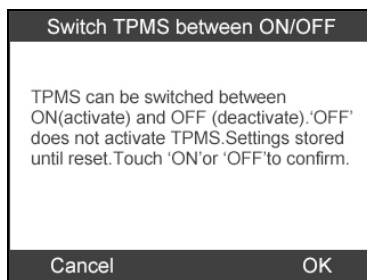 Switch TPMS between ON/OFF
TPMS can be switched between
ON(activate) and OFF (deactivate).‘OFF’
does not activate TPMS.Settings stored
until reset.Touch ‘ON’or ‘OFF’to confirm.
Cancel OK